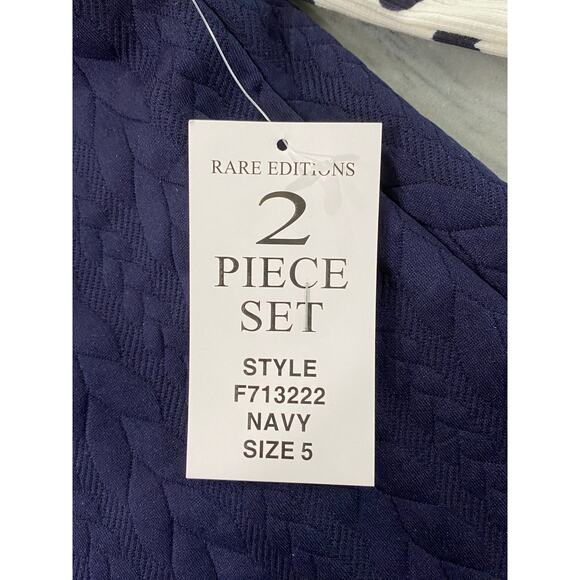 RARE EDITIONS
2
PIECE
SET
STYLE
F713222
NAVY
SIZE 5